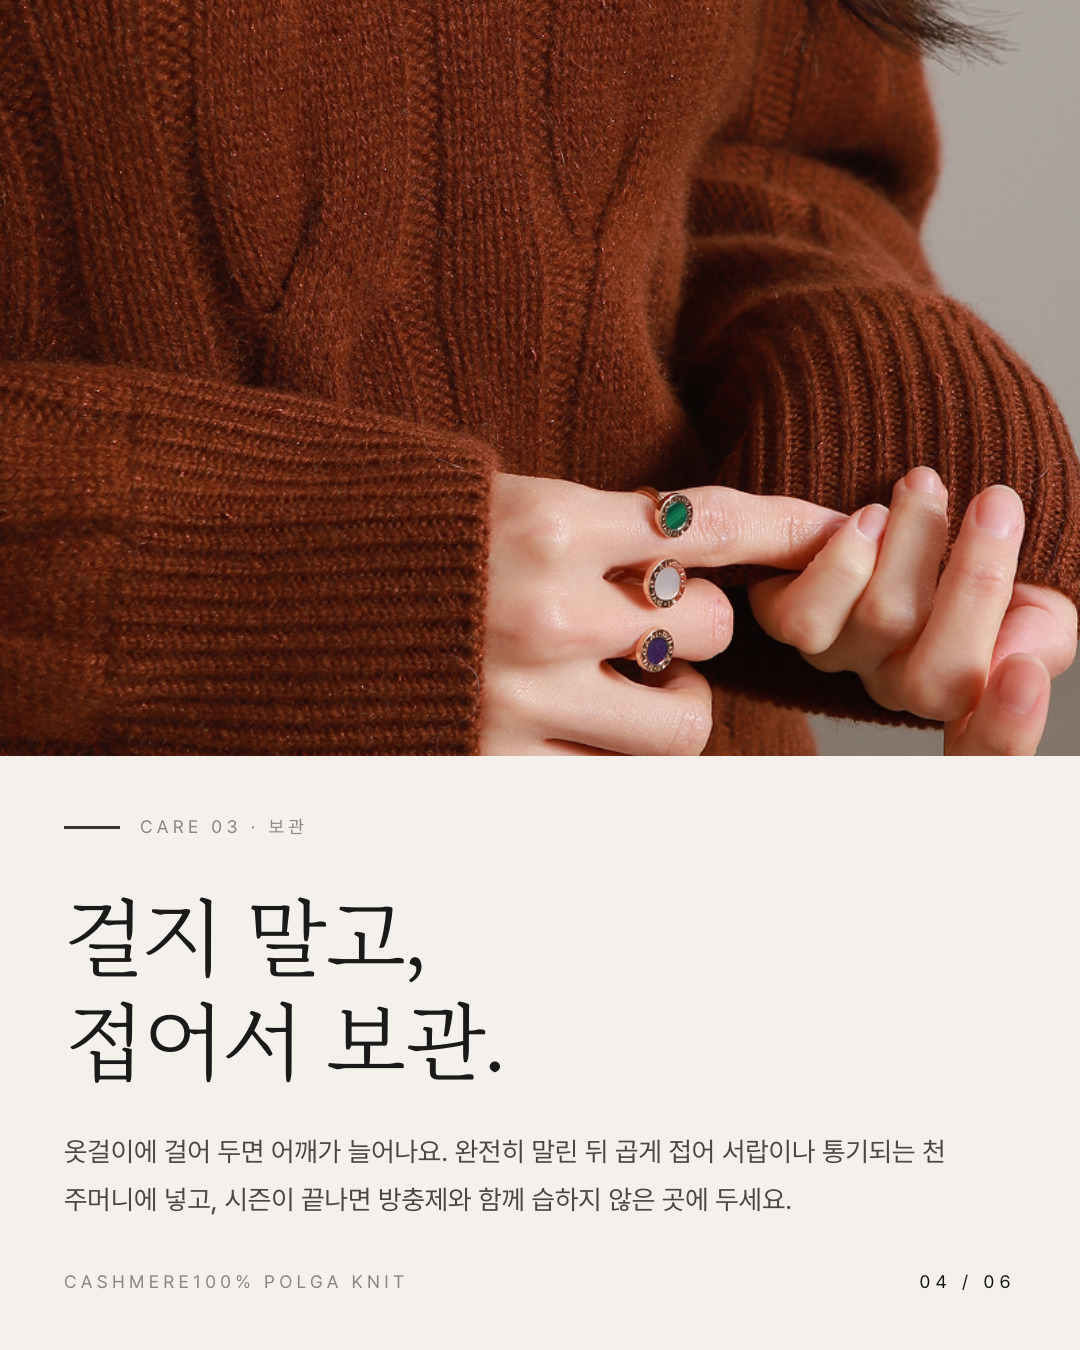 CARE 03 · 보관
걸지 말고,
접어서 보관.
옷걸이에 걸어 두면 어깨가 늘어나요. 완전히 말린 뒤 곱게 접어 서랍이나 통기되는 천
주머니에 넣고, 시즌이 끝나면 방충제와 함께 습하지 않은 곳에 두세요.
CASHMERE100% POLGA KNIT
04 / 06